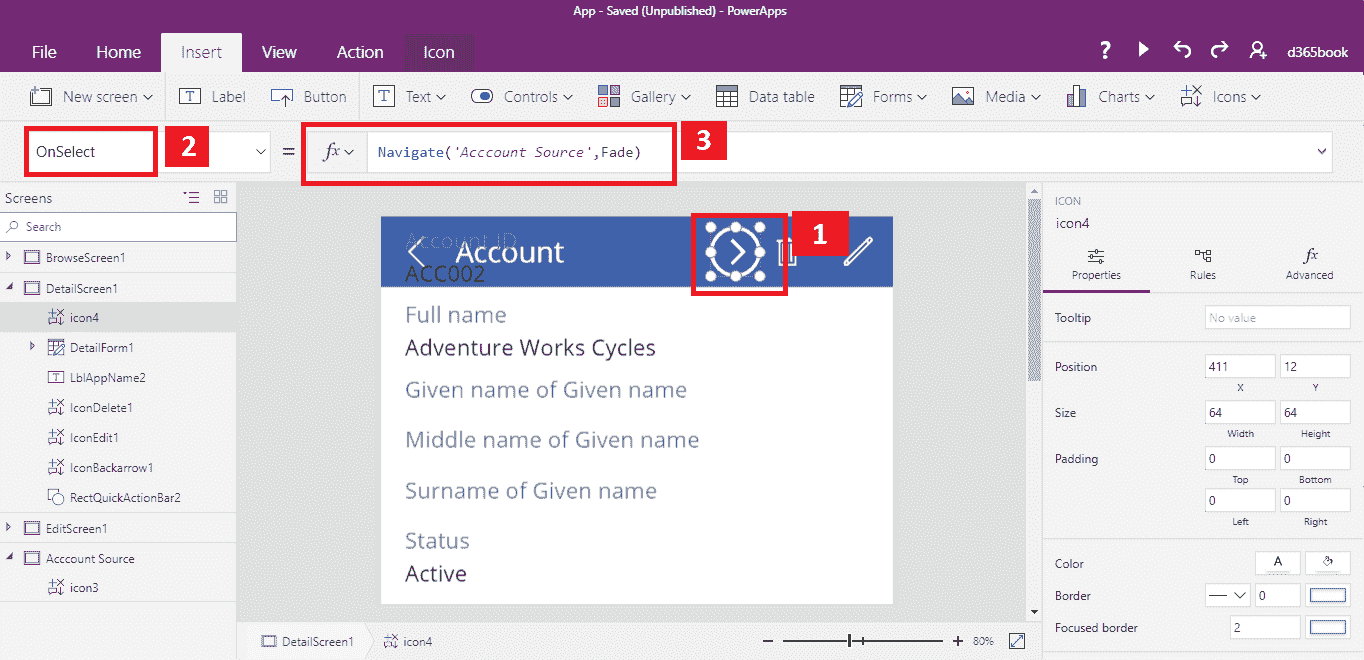 App - Saved (Unpublished) - PowerApps
File Home Insert View Action Icon ? d365book
New screen Label Button Text Controls Gallery Data table Forms Media Charts Icons
OnSelect 2 = fx Navigate('Acccount Source',Fade) 3
Screens
Search
BrowseScreen1
DetailScreen1
icon4
DetailForm1
LblAppName2
IconDelete1
IconEdit1
IconBackarrow1
RectQuickActionBar2
EditScreen1
Acccount Source
icon3
Account ID
Account
1
ACC002
Full name
Adventure Works Cycles
Given name of Given name
Middle name of Given name
Surname of Given name
Status
Active
DetailScreen1 icon4 80%
ICON
icon4
Properties Rules fx Advanced
Tooltip No value
Position 411 12
X Y
Size 64 64
Width Height
Padding 0 0
Top Bottom
0 0
Left Right
Color A
Border 0
Focused border 2